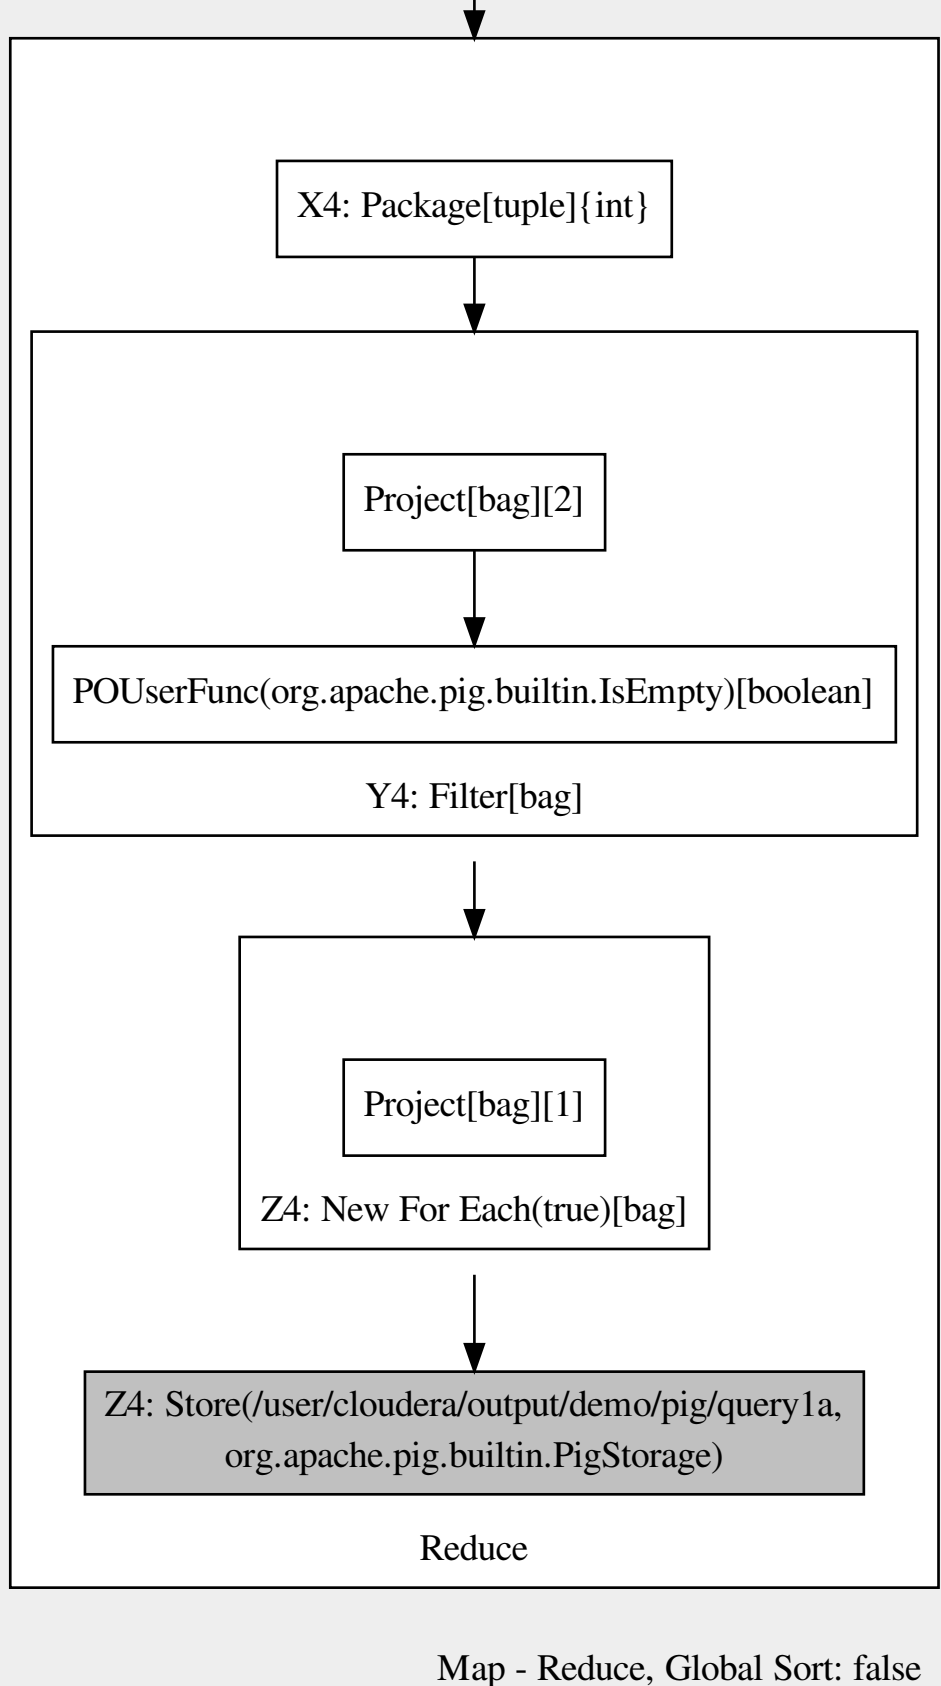 X4: Package[tuple]{int}
Project[bag][2]
POUserFunc(org.apache.pig.builtin.IsEmpty)[boolean]
Y4: Filter[bag]
Project[bag][1]
Z4: New For Each(true)[bag]
Z4: Store(/user/cloudera/output/demo/pig/query1a,
org.apache.pig.builtin.PigStorage)
Reduce
Map - Reduce, Global Sort: false